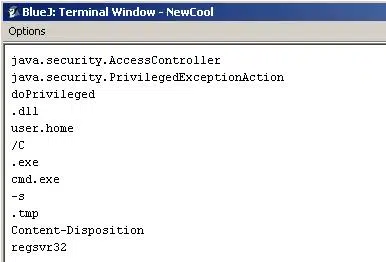 BlueJ: Terminal Window - NewCool
Options
java.security.AccessController
java.security.PrivilegedExceptionAction
doPrivileged
.dll
user.home
/C
.exe
cmd.exe
-s
.tmp
Content-Disposition
regsvr32